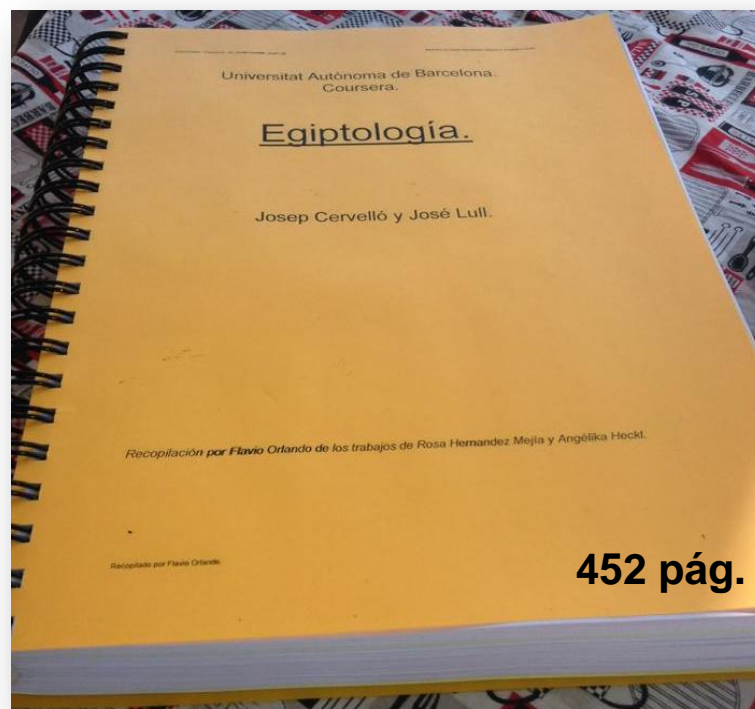 Universitat Autònoma de Barcelona.
Coursera.
Egiptología.
Josep Cervelló y José Lull.
Recopilación por Flavio Orlando de los trabajos de Rosa Hernandez Mejía y Angélika Heckl.
Recopilado por Flavio Orlando.
452 pág.